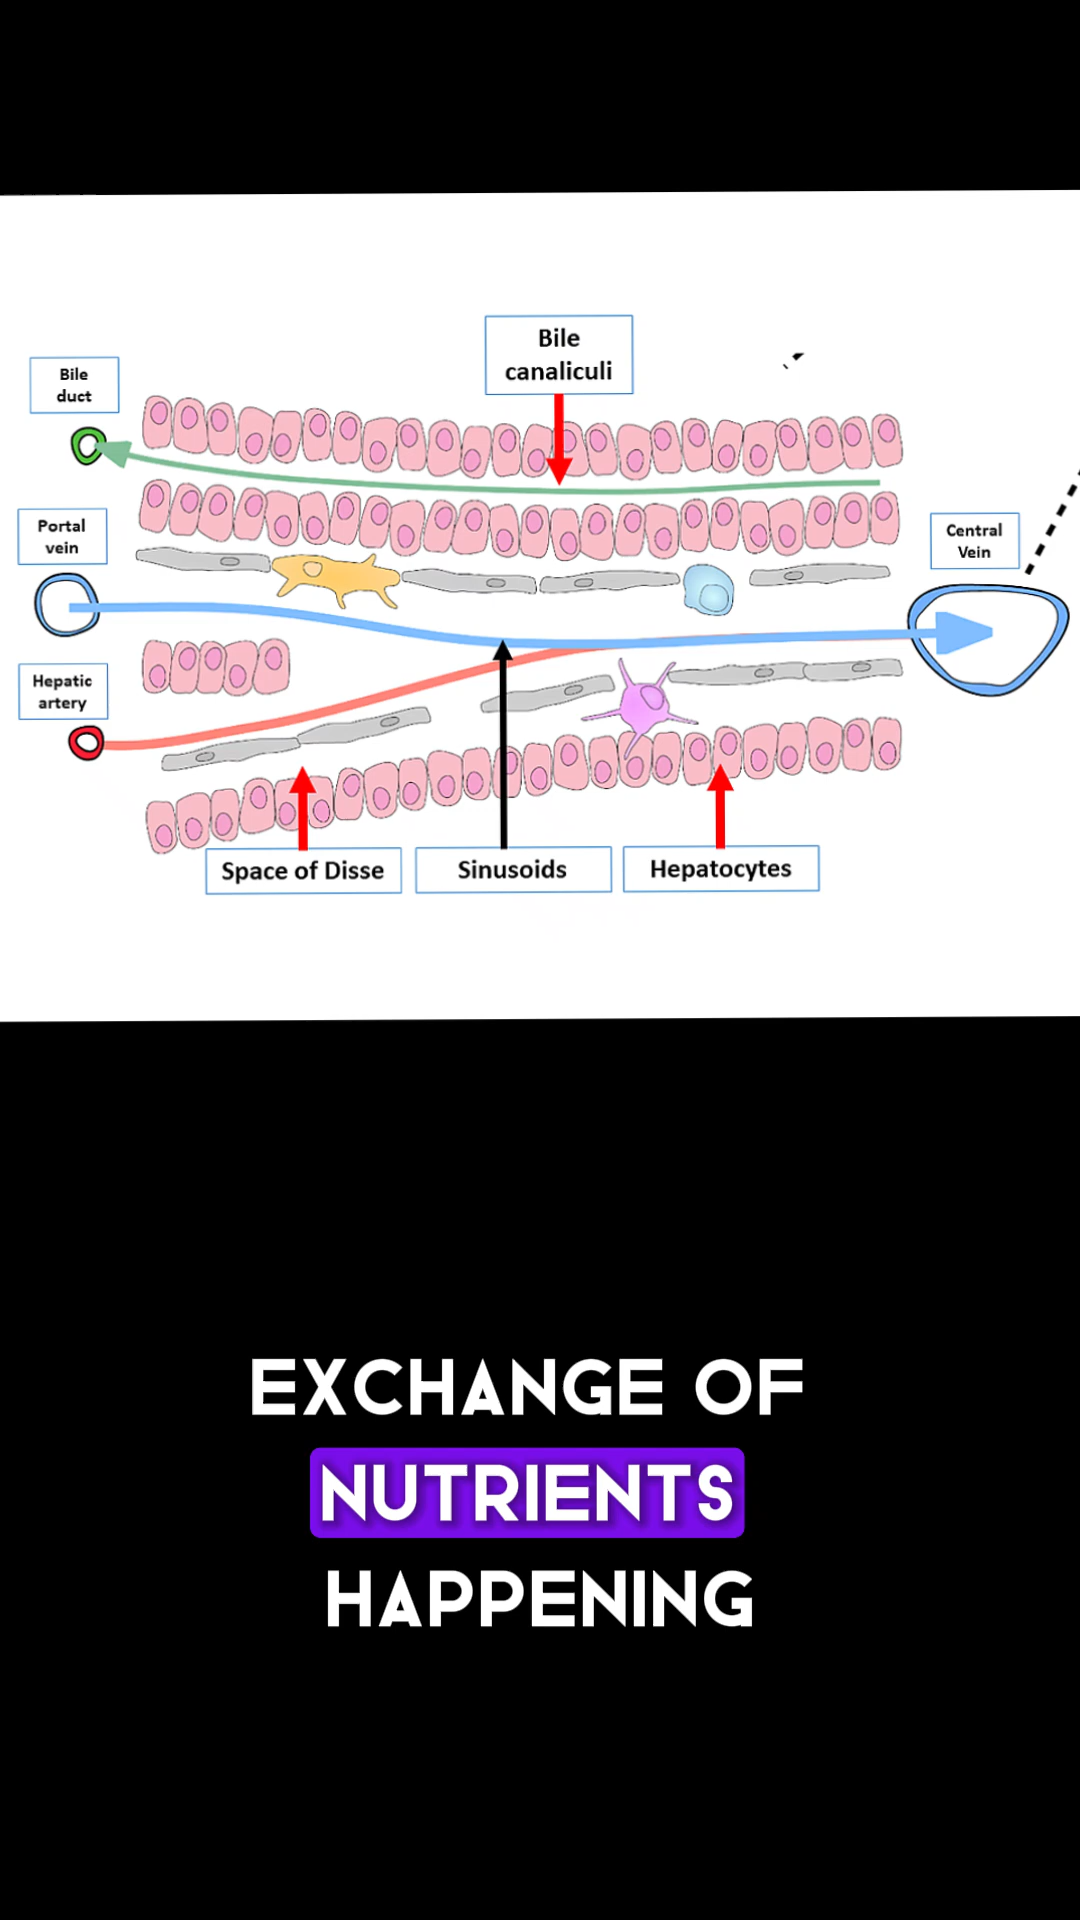 Bile
canaliculi
Bile
duct
Portal
vein
Central
Vein
Hepatic
artery
Space of Disse
Sinusoids
Hepatocytes
EXCHANGE OF
NUTRIENTS
HAPPENING